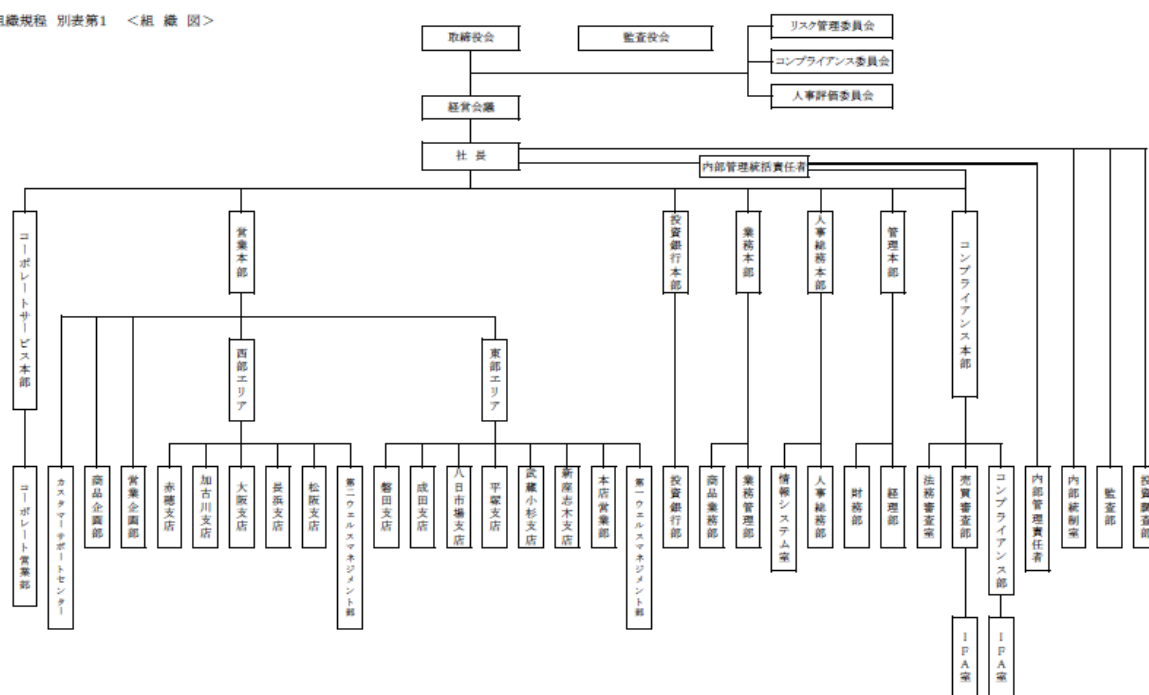 組織規程 別表第1 <組 織 図>
取締役会
監査役会
リスク管理委員会
コンプライアンス委員会
人事評価委員会
経営会議
社 長
内部管理統括責任者
コーポレートサービス本部
営業本部
投資銀行本部
業務本部
人事総務本部
管理本部
コンプライアンス本部
西部エリア
東部エリア
コーポレート営業部
カスタマーサポートセンター
商品企画部
営業企画部
赤穂支店
加古川支店
大阪支店
長浜支店
松阪支店
第二ウェルスマネジメント部
磐田支店
成田支店
八日市場支店
平塚支店
武蔵小杉支店
新座志木支店
本店営業部
第一ウェルスマネジメント部
投資銀行部
商品業務部
業務管理部
情報システム室
人事総務部
財務部
経理部
法務審査室
売買審査部
コンプライアンス部
内部管理責任者
内部統制室
監査部
投資調査部
IFA室
IFA室